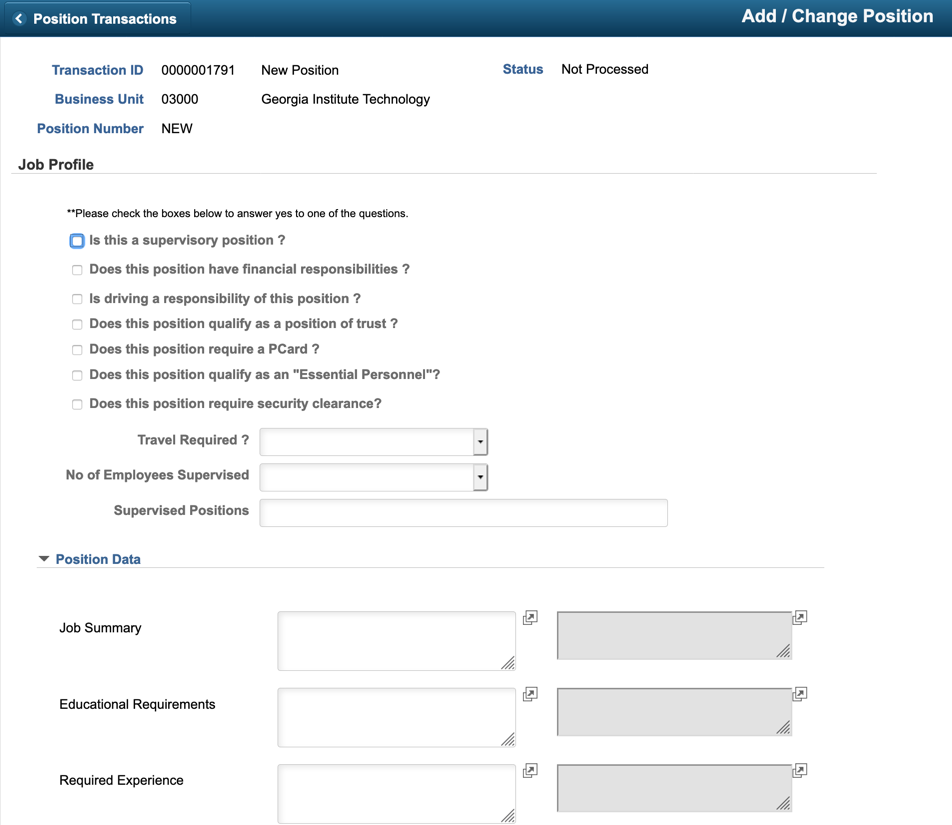 Position Transactions
Add / Change Position
Transaction ID 0000001791 New Position Status Not Processed
Business Unit 03000 Georgia Institute Technology
Position Number NEW
Job Profile
**Please check the boxes below to answer yes to one of the questions.
Is this a supervisory position ?
Does this position have financial responsibilities ?
Is driving a responsibility of this position ?
Does this position qualify as a position of trust ?
Does this position require a PCard ?
Does this position qualify as an "Essential Personnel"?
Does this position require security clearance?
Travel Required ?
No of Employees Supervised
Supervised Positions
Position Data
Job Summary
Educational Requirements
Required Experience